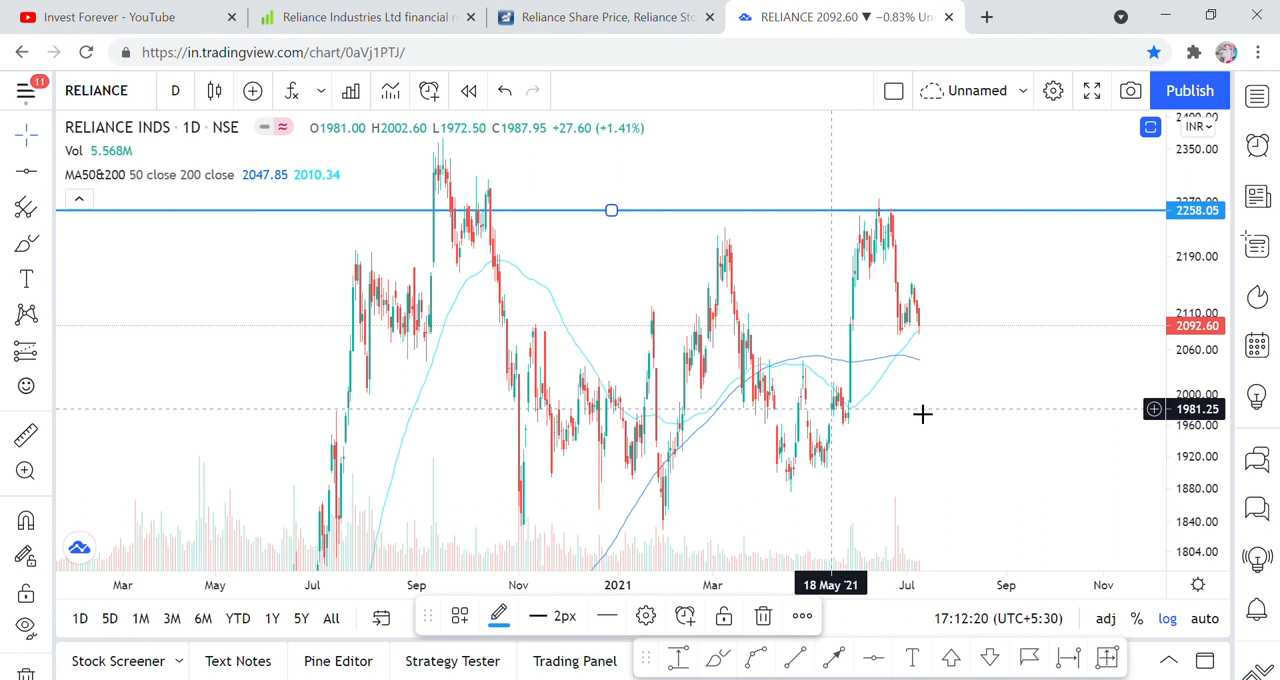 Invest Forever - YouTube
Reliance Industries Ltd financial
Reliance Share Price, Reliance Sto
RELIANCE 2092.60 ▼ −0.83% Un
https://in.tradingview.com/chart/0aVj1PTJ/
11
RELIANCE D
Unnamed
Publish
RELIANCE INDS · 1D · NSE
O1981.00 H2002.60 L1972.50 C1987.95 +27.60 (+1.41%)
INR
Vol 5.568M
MA50&200 50 close 200 close 2047.85 2010.34
2400.00
2350.00
2270.00
2258.05
2190.00
2110.00
2092.60
2060.00
2000.00
1981.25
1960.00
1920.00
1880.00
1840.00
1804.00
Mar May Jul Sep Nov 2021 Mar 18 May '21 Jul Sep Nov
1D 5D 1M 3M 6M YTD 1Y 5Y All
2px
17:12:20 (UTC+5:30) adj % log auto
Stock Screener Text Notes Pine Editor Strategy Tester Trading Panel